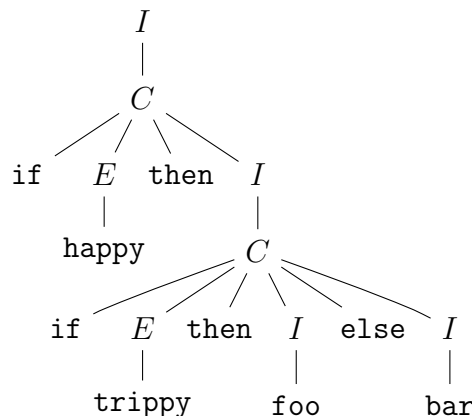 I
C
if E then I
happy C
if E then I else I
trippy foo bar